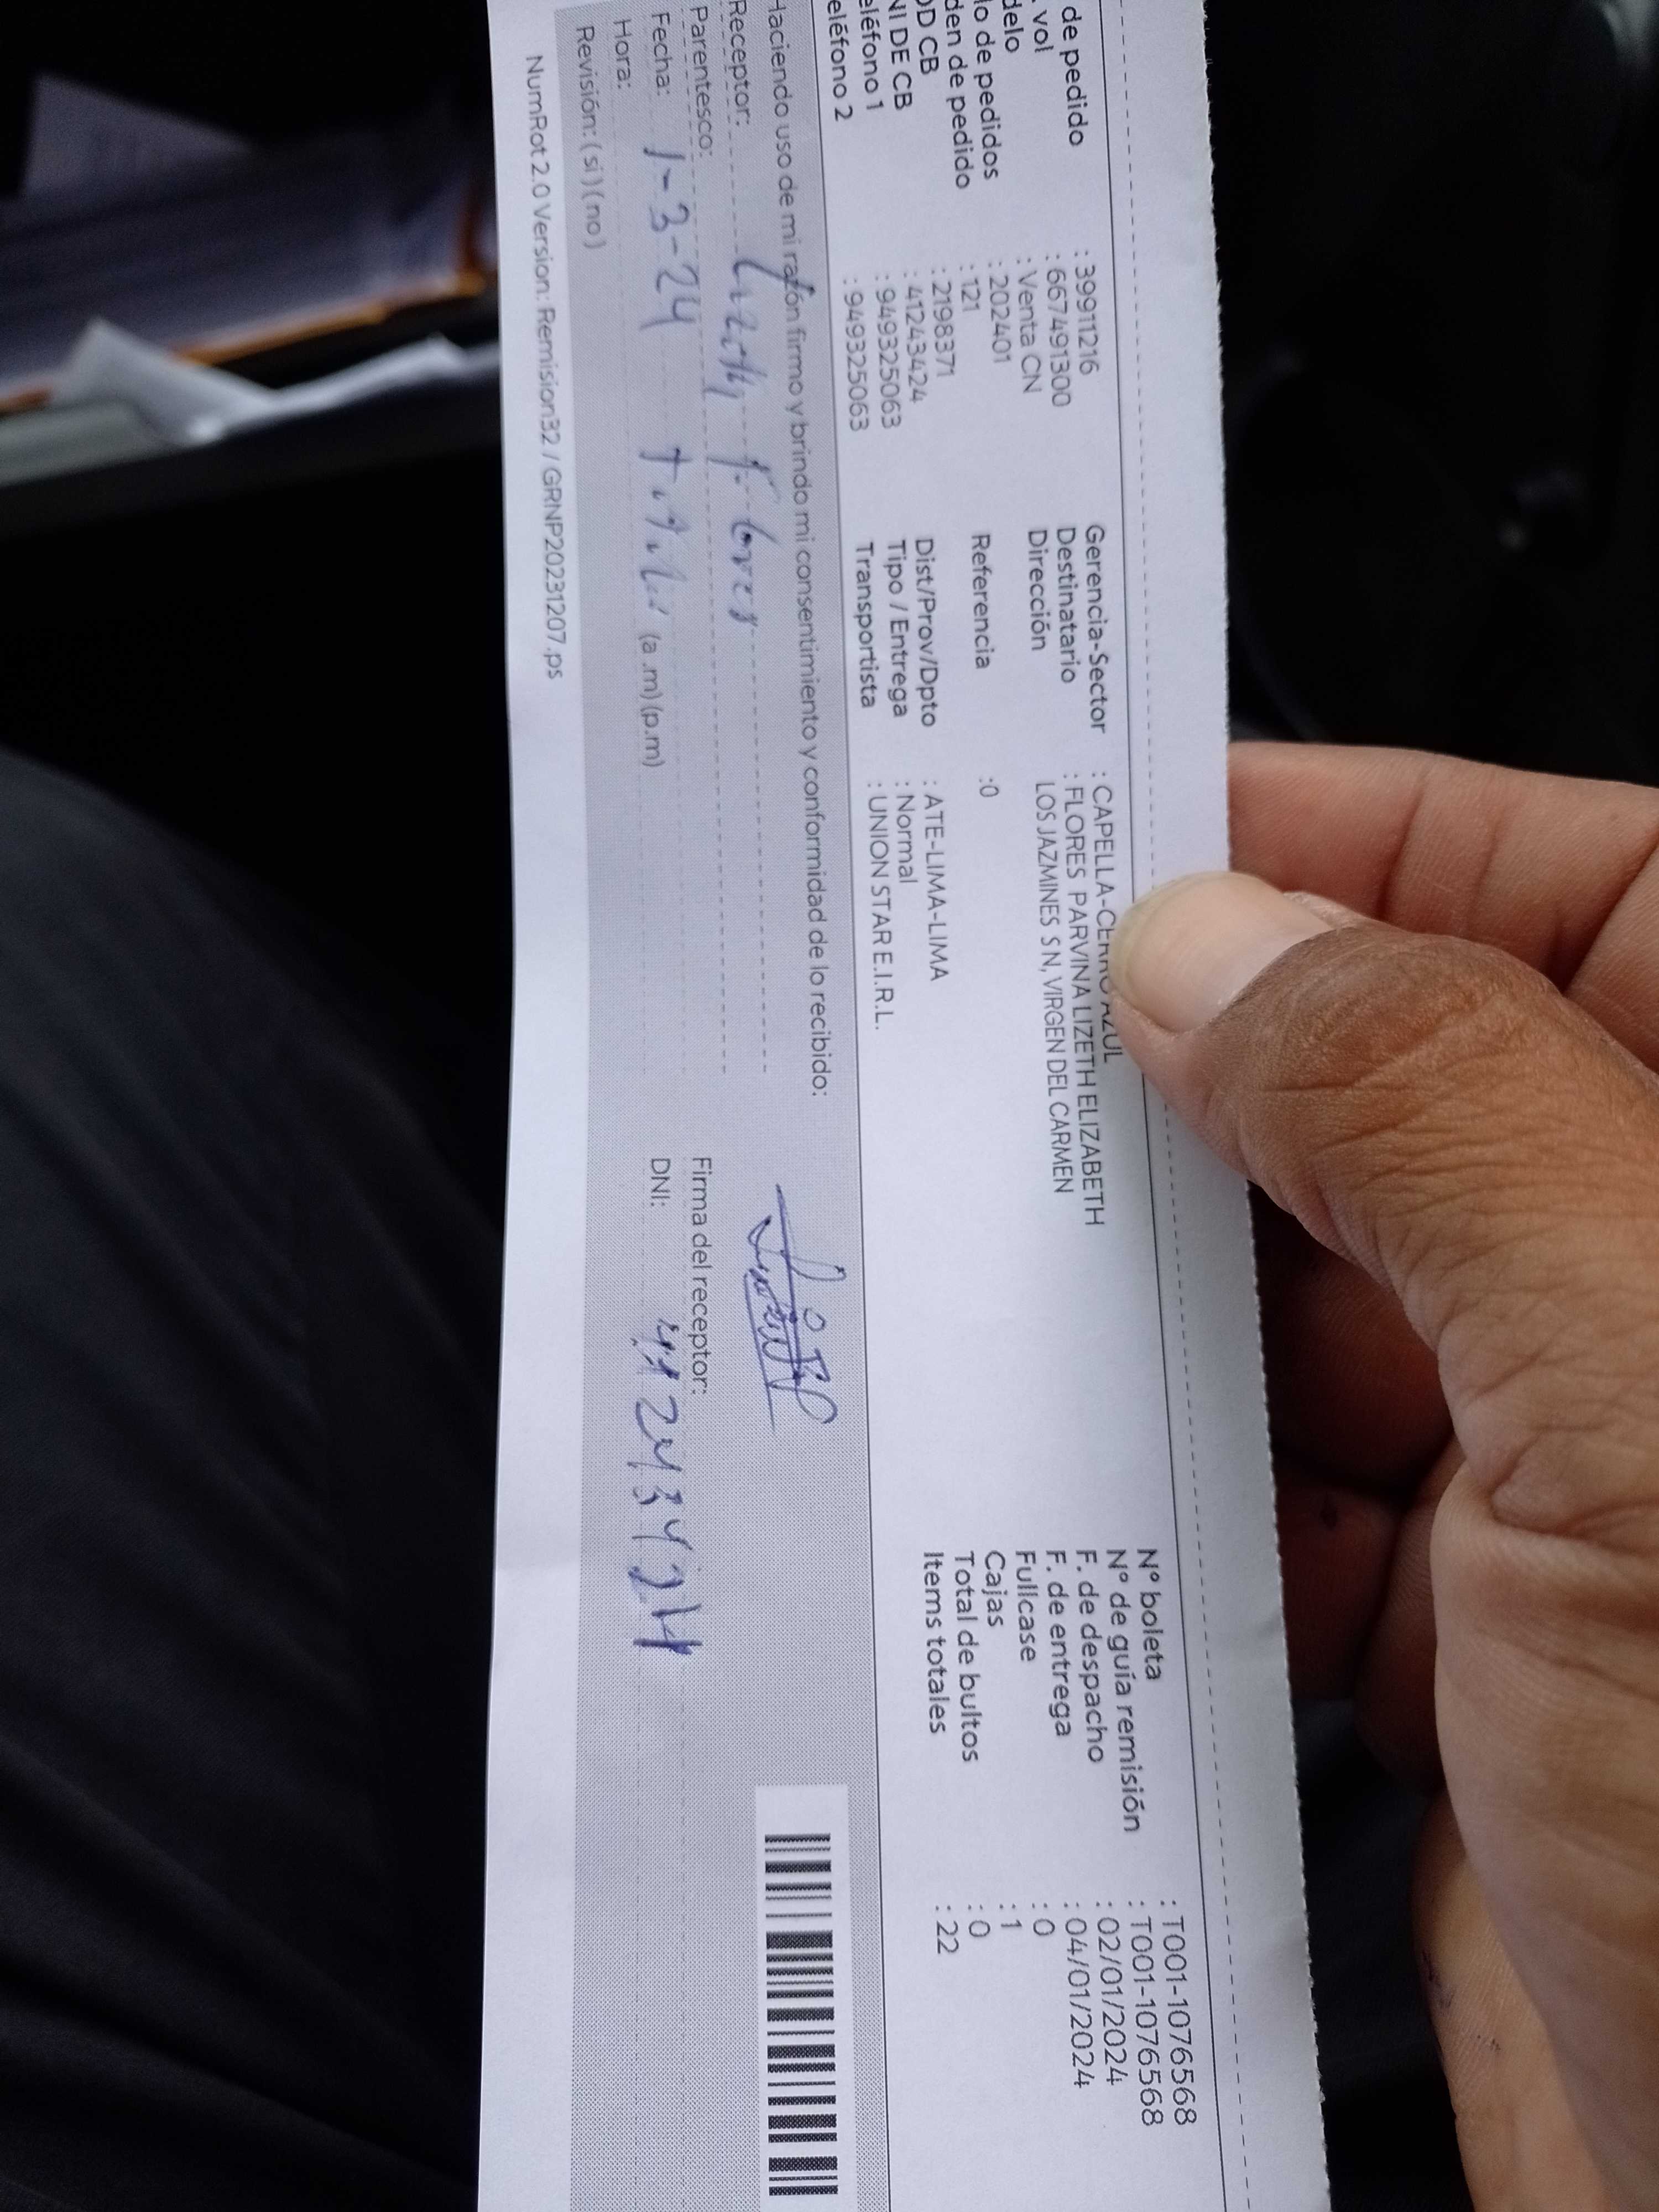 de pedido : 39911216
vol : 667491300
delo : Venta CN
lo de pedidos : 202401
den de pedido : 121
OD CB : 2198371
NI DE CB : 41243424
eléfono 1 : 949325063
eléfono 2 : 949325063
Gerencia-Sector : CAPELLA-CERRO AZUL
Destinatario : FLORES PARVINA LIZETH ELIZABETH
Dirección LOS JAZMINES S N, VIRGEN DEL CARMEN
Referencia :0
Dist/Prov/Dpto : ATE-LIMA-LIMA
Tipo / Entrega : Normal
Transportista : UNION STAR E.I.R.L.
N° boleta : T001-1076568
N° de guía remisión : T001-1076568
F. de despacho : 02/01/2024
F. de entrega : 04/01/2024
Fullcase : 0
Cajas : 1
Total de bultos : 0
Items totales : 22
Haciendo uso de mi razón firmo y brindo mi consentimiento y conformidad de lo recibido:
Receptor: Lizeth Flores
Parentesco:
Fecha: 1-3-24
Hora: (a.m) (p.m)
Revisión: (si) (no)
Firma del receptor:
DNI: 41243424
NumRot 2.0 Version: Remision32 / GRNP20231207.ps